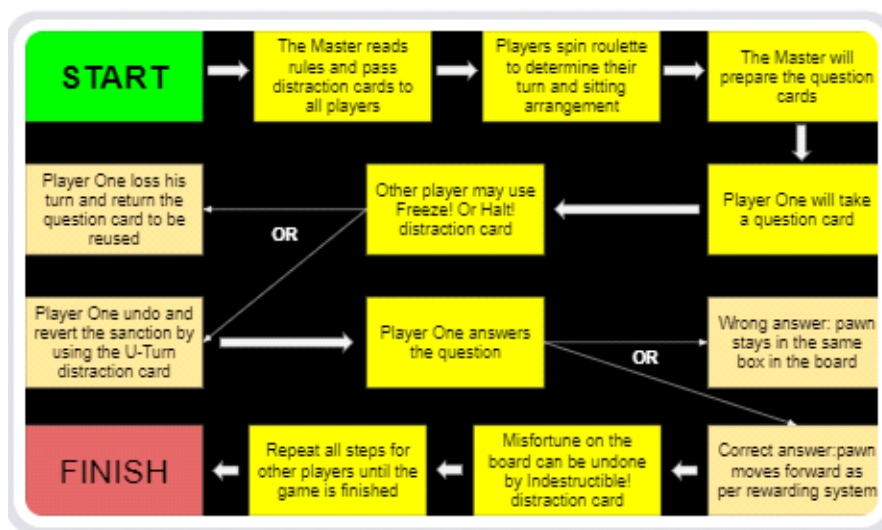 START
The Master reads
rules and pass
distraction cards to
all players
Players spin roulette
to determine their
turn and sitting
arrangement
The Master will
prepare the question
cards
Player One loss his
turn and return the
question card to be
reused
OR
Other player may use
Freeze! Or Halt!
distraction card
Player One will take
a question card
Player One undo and
revert the sanction by
using the U-Turn
distraction card
Player One answers
the question
OR
Wrong answer: pawn
stays in the same
box in the board
FINISH
Repeat all steps for
other players until the
game is finished
Misfortune on the
board can be undone
by Indestructible!
distraction card
Correct answer:pawn
moves forward as
per rewarding system